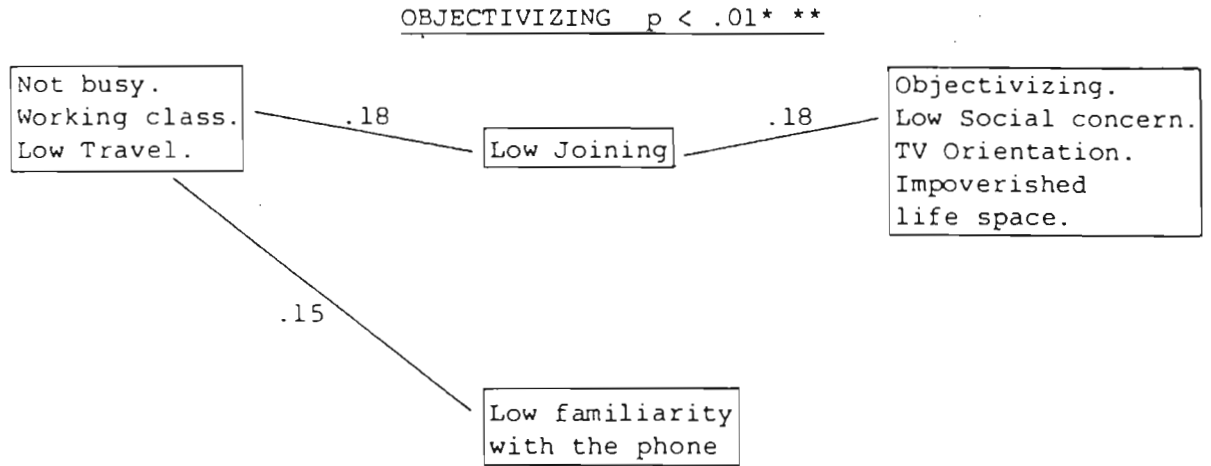 OBJECTIVIZING p < .01* **
Not busy.
Working class.
Low Travel.
.18
Low Joining
.18
Objectivizing.
Low Social concern.
TV Orientation.
Impoverished
life space.
.15
Low familiarity
with the phone